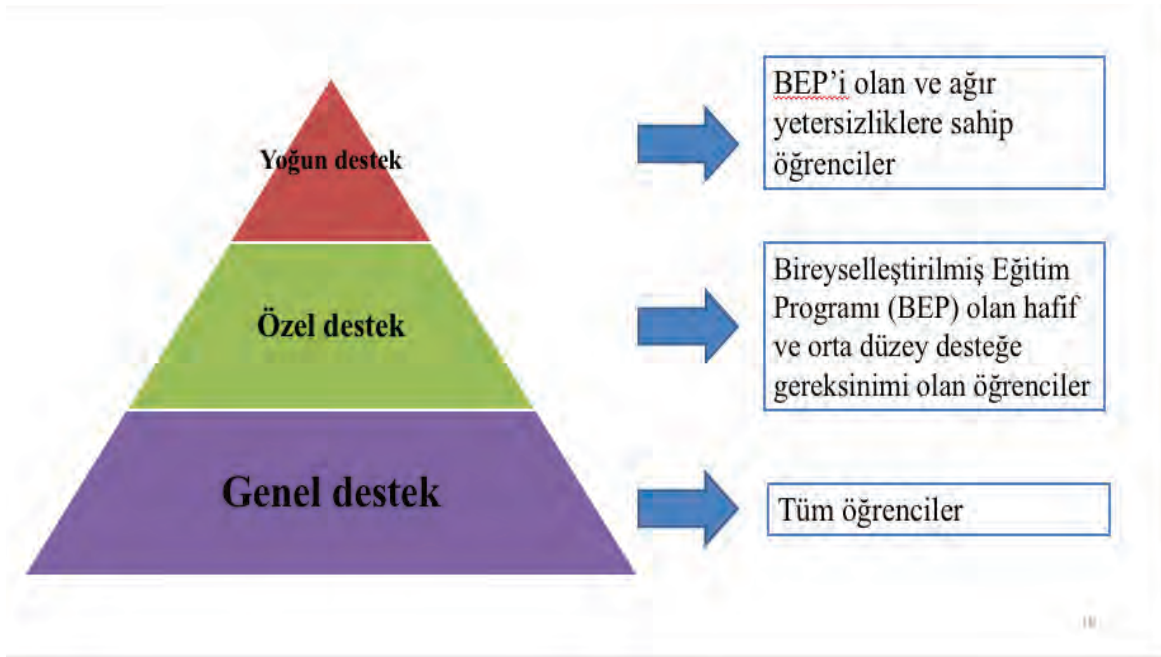 Yoğun destek
BEP’i olan ve ağır
yetersizliklere sahip
öğrenciler
Özel destek
Bireyselleştirilmiş Eğitim
Programı (BEP) olan hafif
ve orta düzey desteğe
gereksinimi olan öğrenciler
Genel destek
Tüm öğrenciler